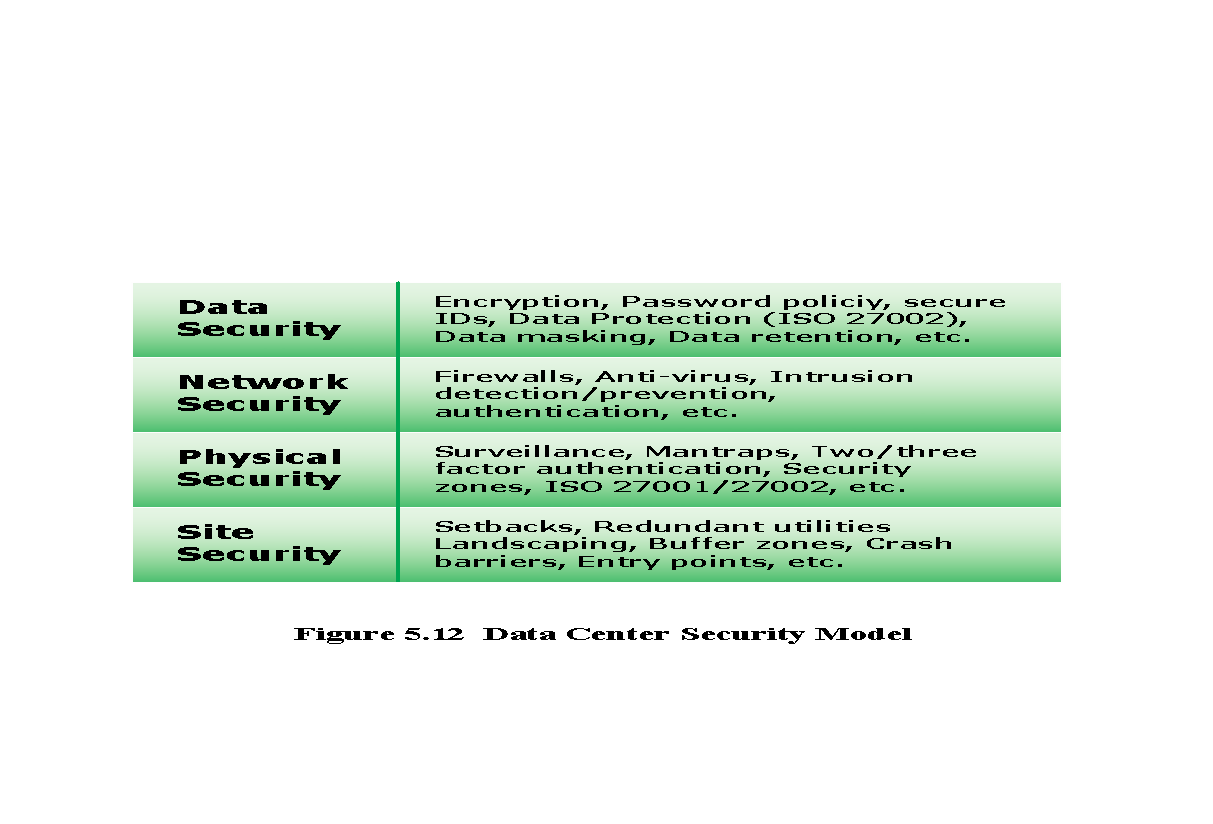 Data
Security
Encryption, Password policiy, secure
IDs, Data Protection (ISO 27002),
Data masking, Data retention, etc.
Network
Security
Firewalls, Anti-virus, Intrusion
detection/prevention,
authentication, etc.
Physical
Security
Surveillance, Mantraps, Two/three
factor authentication, Security
zones, ISO 27001/27002, etc.
Site
Security
Setbacks, Redundant utilities
Landscaping, Buffer zones, Crash
barriers, Entry points, etc.
Figure 5.12 Data Center Security Model